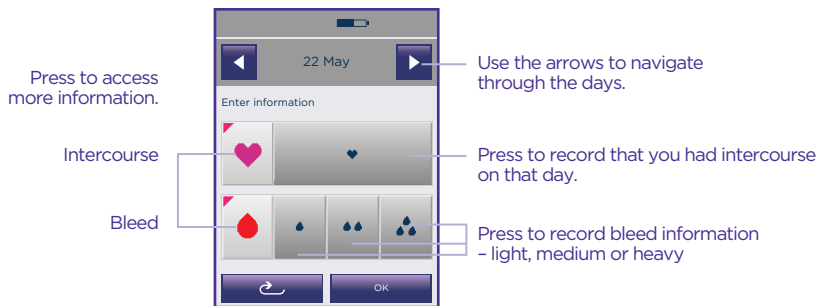 22 May
Use the arrows to navigate
through the days.
Press to access
more information.
Enter information
Intercourse
Press to record that you had intercourse
on that day.
Bleed
Press to record bleed information
– light, medium or heavy
OK